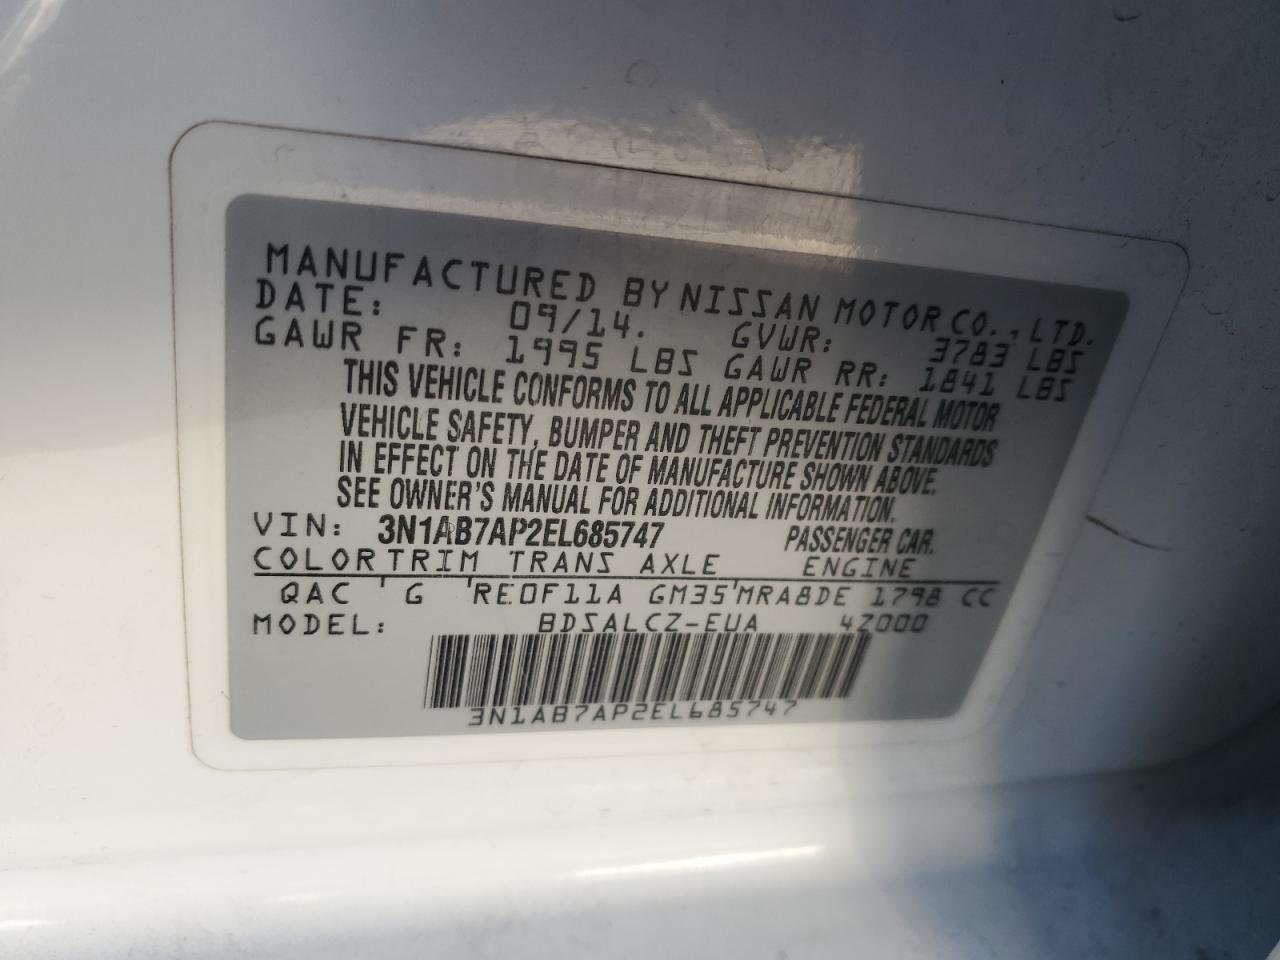 MANUFACTURED BY NISSAN MOTOR CO., LTD.
DATE: 09/14. GVWR: 3783 LBS
GAWR FR: 1995 LBS GAWR RR: 1841 LBS
THIS VEHICLE CONFORMS TO ALL APPLICABLE FEDERAL MOTOR
VEHICLE SAFETY, BUMPER AND THEFT PREVENTION STANDARDS
IN EFFECT ON THE DATE OF MANUFACTURE SHOWN ABOVE.
SEE OWNER'S MANUAL FOR ADDITIONAL INFORMATION.
VIN: 3N1AB7AP2EL685747 PASSENGER CAR.
COLOR TRIM TRANS AXLE ENGINE
QAC ' G ' RE0F11A GM35 ' MRA8DE 1798 CC
MODEL: BDSALCZ-EUA 4Z000
3N1AB7AP2EL685747